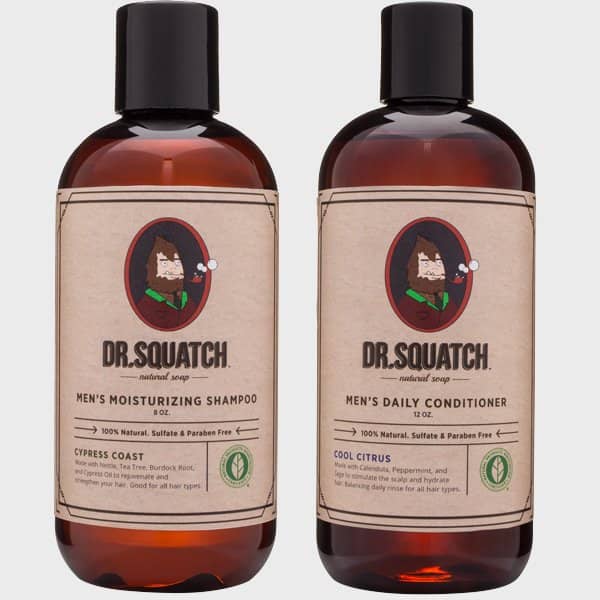 DR.SQUATCH™
natural soap
MEN'S MOISTURIZING SHAMPOO
8 OZ.
100% Natural. Sulfate & Paraben Free
CYPRESS COAST
Made with Nettle, Tea Tree, Burdock Root,
and Cypress Oil to rejuvenate and
strengthen your hair. Good for all hair types.
DR.SQUATCH™
natural soap
MEN'S DAILY CONDITIONER
12 OZ.
100% Natural. Sulfate & Paraben Free
COOL CITRUS
Made with Calendula, Peppermint, and
Sage to stimulate the scalp and hydrate
hair. Balancing daily rinse for all hair types.